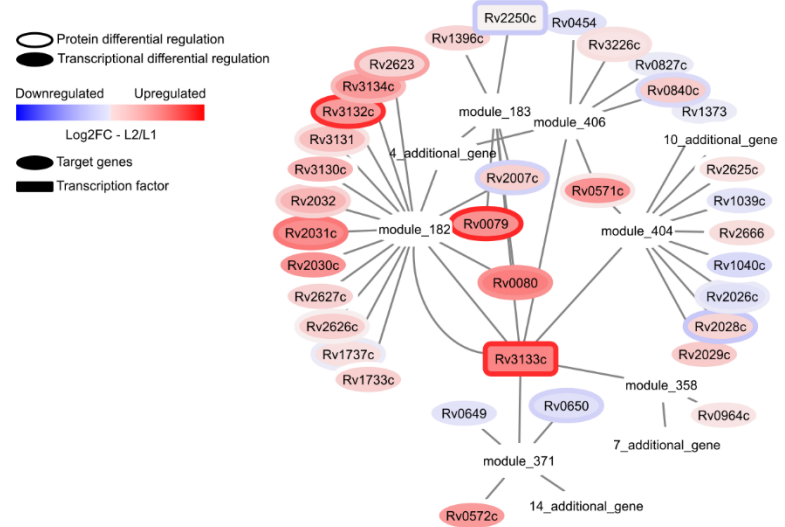 Protein differential regulation
Transcriptional differential regulation
Downregulated Upregulated
Log2FC - L2/L1
Target genes
Transcription factor
Rv2250c
Rv0454
Rv1396c
Rv3226c
Rv2623
Rv0827c
Rv3134c
Rv0840c
Rv3132c
module_183
Rv1373
module_406
Rv3131
10_additional_gene
4_additional_gene
Rv3130c
Rv2625c
Rv2007c
Rv0571c
Rv2032
Rv1039c
Rv0079
Rv2031c
module_182
module_404
Rv2666
Rv2030c
Rv1040c
Rv0080
Rv2627c
Rv2026c
Rv2626c
Rv2028c
Rv1737c
Rv3133c
Rv2029c
Rv1733c
module_358
Rv0649
Rv0650
Rv0964c
7_additional_gene
module_371
14_additional_gene
Rv0572c